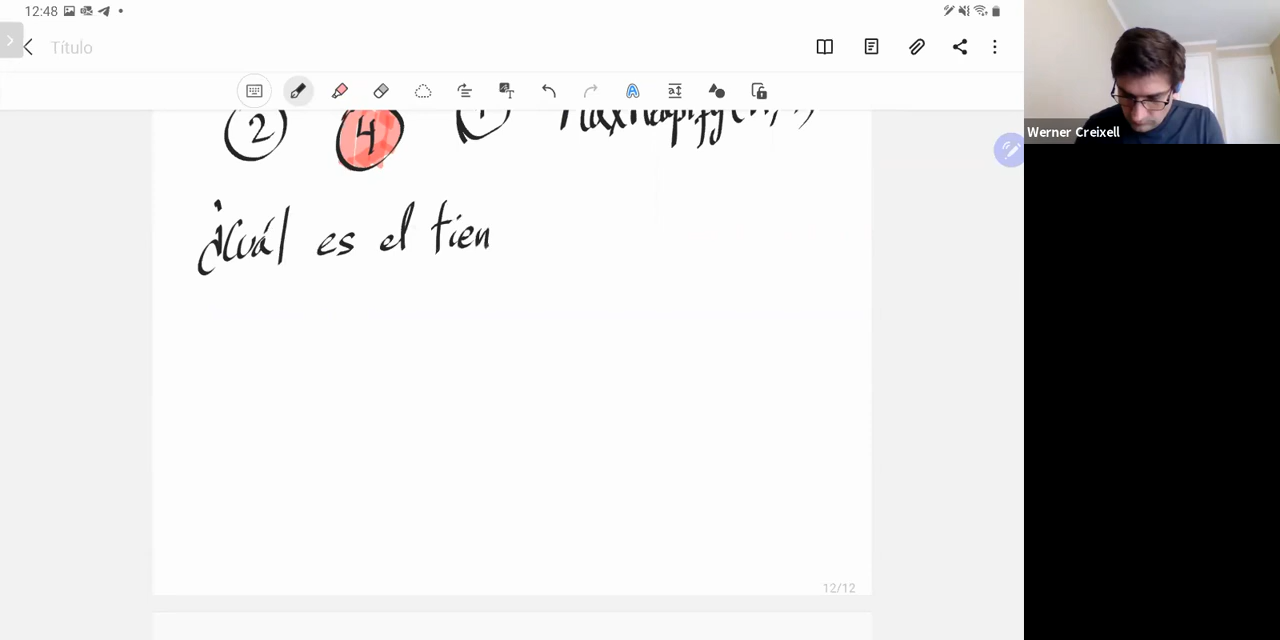 12:48
Título
2 4
¿Cuál es el tien
12/12
Werner Creixell